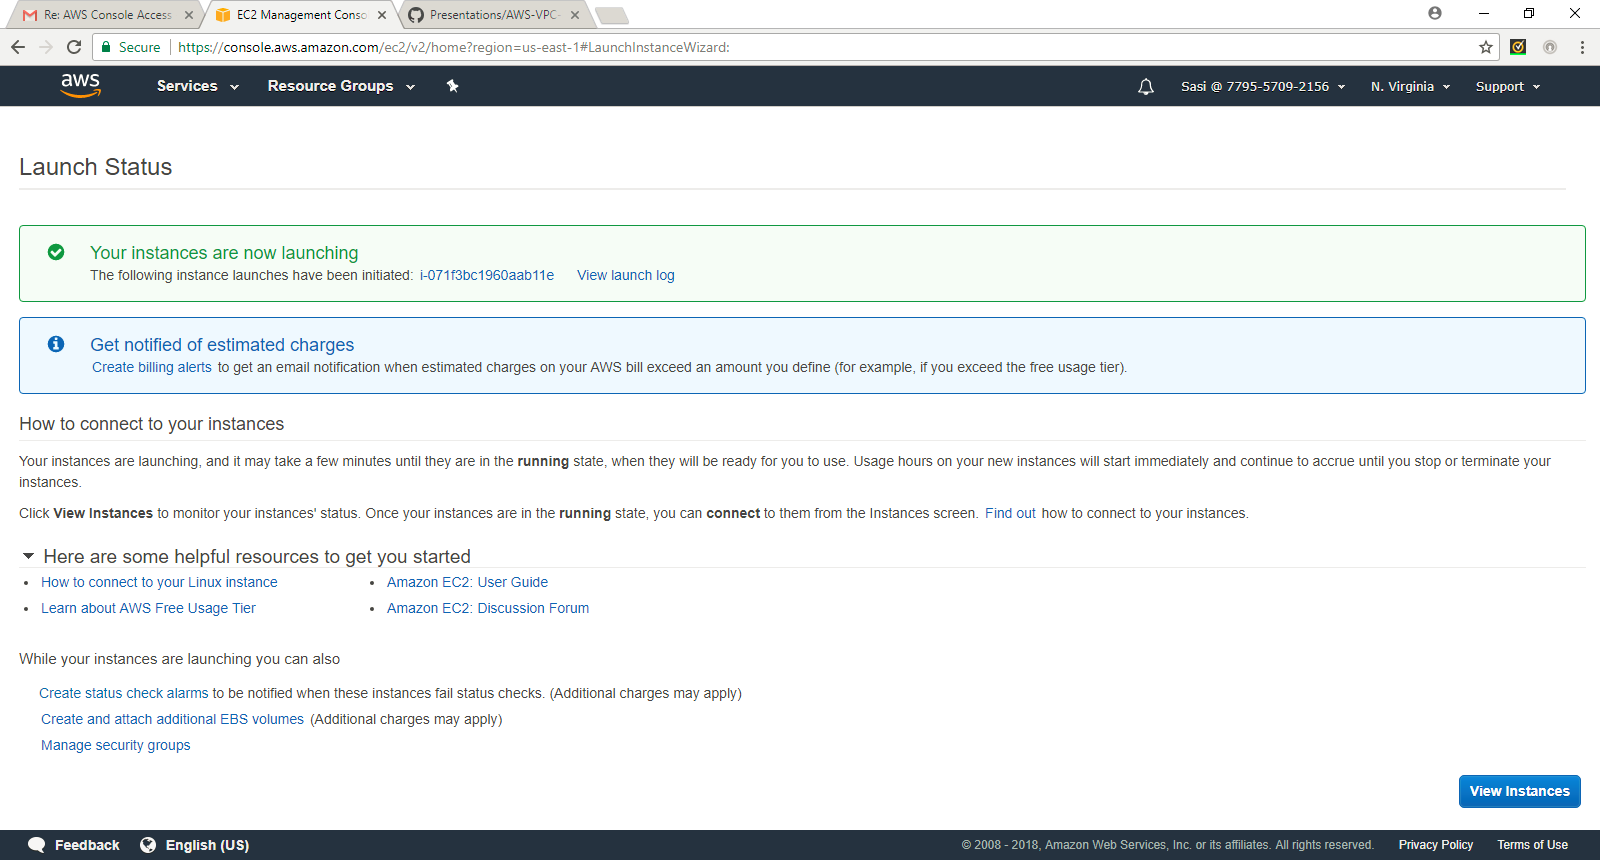 Re: AWS Console Access
EC2 Management Conso
Presentations/AWS-VPC-
Secure
https://console.aws.amazon.com/ec2/v2/home?region=us-east-1#LaunchInstanceWizard:
aws
Services
Resource Groups
Sasi @ 7795-5709-2156
N. Virginia
Support
Launch Status
Your instances are now launching
The following instance launches have been initiated: i-071f3bc1960aab11e View launch log
Get notified of estimated charges
Create billing alerts to get an email notification when estimated charges on your AWS bill exceed an amount you define (for example, if you exceed the free usage tier).
How to connect to your instances
Your instances are launching, and it may take a few minutes until they are in the running state, when they will be ready for you to use. Usage hours on your new instances will start immediately and continue to accrue until you stop or terminate your
instances.
Click View Instances to monitor your instances' status. Once your instances are in the running state, you can connect to them from the Instances screen. Find out how to connect to your instances.
Here are some helpful resources to get you started
• How to connect to your Linux instance
• Amazon EC2: User Guide
• Learn about AWS Free Usage Tier
• Amazon EC2: Discussion Forum
While your instances are launching you can also
Create status check alarms to be notified when these instances fail status checks. (Additional charges may apply)
Create and attach additional EBS volumes (Additional charges may apply)
Manage security groups
View Instances
Feedback
English (US)
© 2008 - 2018, Amazon Web Services, Inc. or its affiliates. All rights reserved.
Privacy Policy
Terms of Use